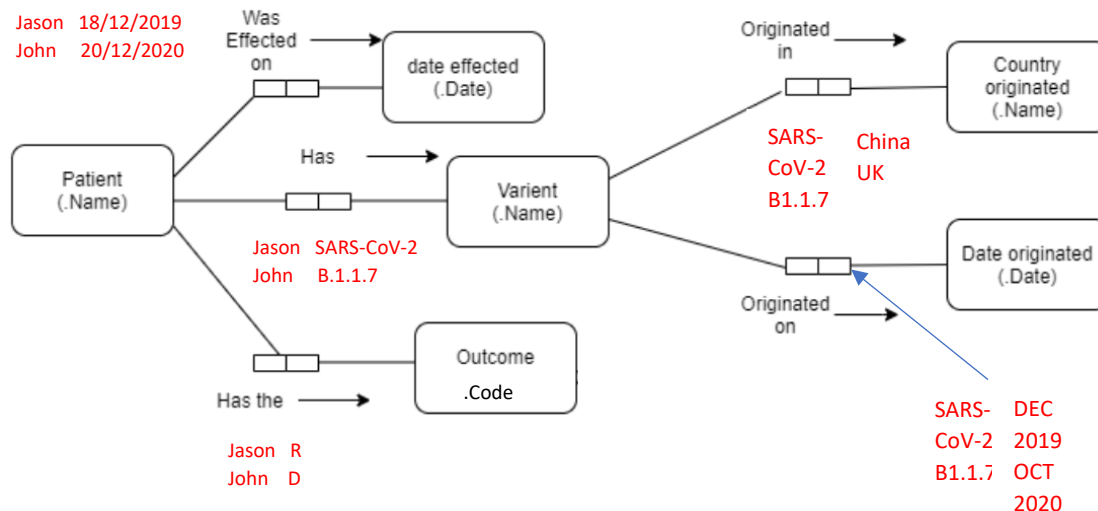 Jason 18/12/2019
John 20/12/2020
Was
Effected
on
date effected
(.Date)
Originated
in
Country
originated
(.Name)
SARS- China
CoV-2 UK
B1.1.7
Patient
(.Name)
Has
Varient
(.Name)
Jason SARS-CoV-2
John B.1.1.7
Date originated
(.Date)
Originated
on
Outcome
.Code
Has the
Jason R
John D
SARS- DEC
CoV-2 2019
B1.1.7 OCT
2020